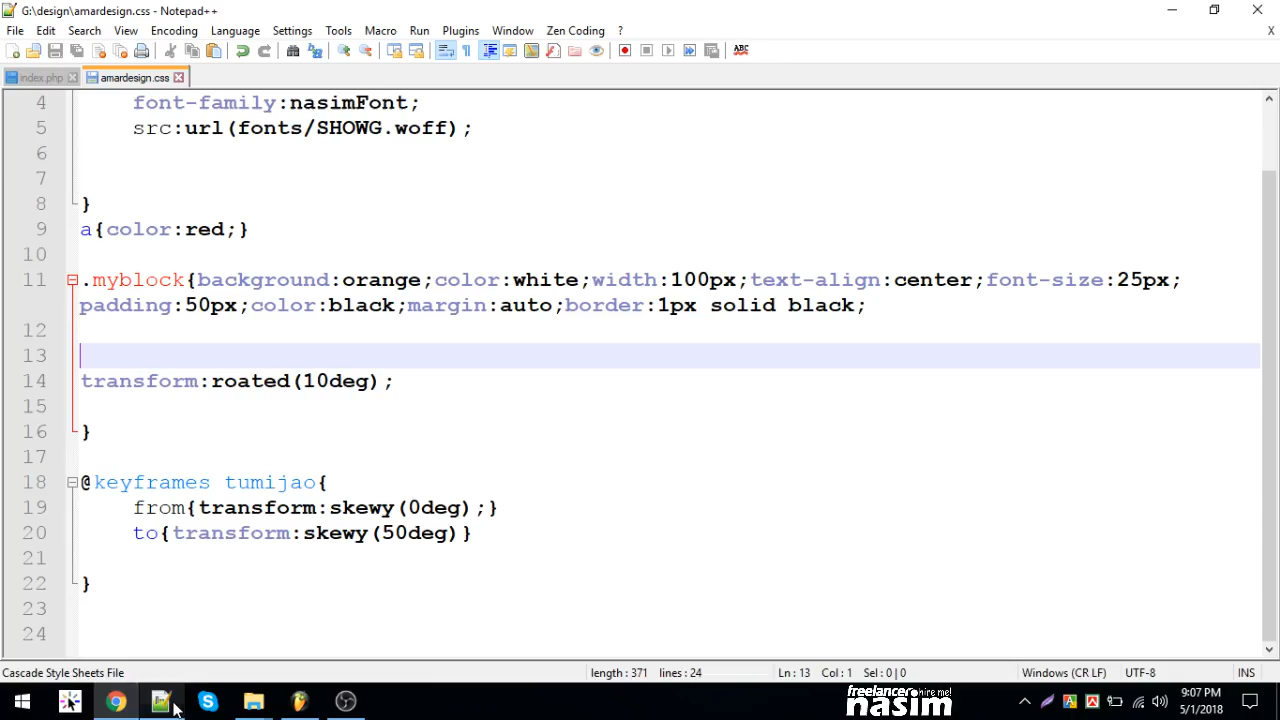 G:\design\amardesign.css - Notepad++
File Edit Search View Encoding Language Settings Tools Macro Run Plugins Window Zen Coding ? X
ABC
index.php amardesign.css
4 font-family:nasimFont;
5 src:url(fonts/SHOWG.woff);
6
7
8 }
9 a{color:red;}
10
11 .myblock{background:orange;color:white;width:100px;text-align:center;font-size:25px;
padding:50px;color:black;margin:auto;border:1px solid black;
12
13
14 transform:roated(10deg);
15
16 }
17
18 @keyframes tumijao{
19 from{transform:skewy(0deg);}
20 to{transform:skewy(50deg)}
21
22 }
23
24
Cascade Style Sheets File length : 371 lines : 24 Ln : 13 Col : 1 Sel : 0 | 0 Windows (CR LF) UTF-8 INS
freelancer hire me!
nasim
9:07 PM
5/1/2018